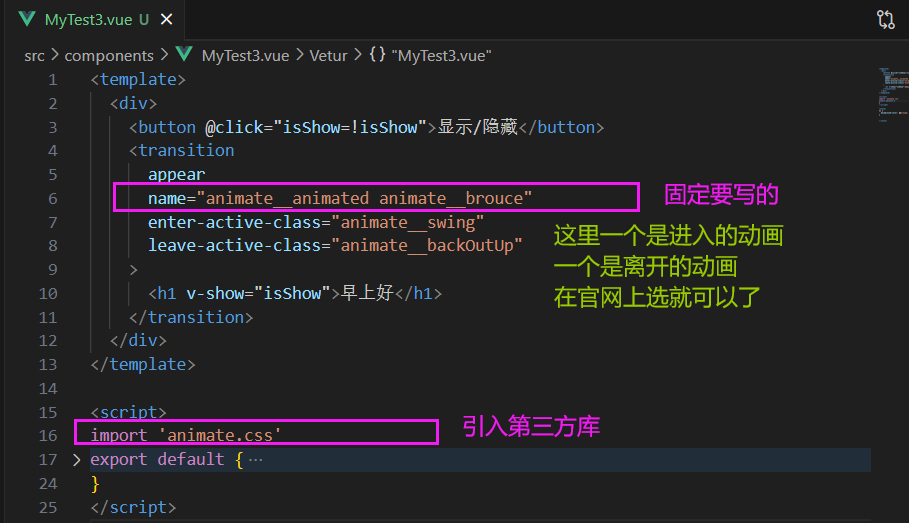 MyTest3.vue U ×
src > components > MyTest3.vue > Vetur > {} "MyTest3.vue"
1 <template>
2 <div>
3 <button @click="isShow=!isShow">显示/隐藏</button>
4 <transition
5 appear
6 name="animate__animated animate__brouce"
固定要写的
7 enter-active-class="animate__swing"
8 leave-active-class="animate__backOutUp"
这里一个是进入的动画
一个是离开的动画
在官网上选就可以了
9 >
10 <h1 v-show="isShow">早上好</h1>
11 </transition>
12 </div>
13 </template>
14
15 <script>
16 import 'animate.css'
引入第三方库
17 > export default { ···
24 }
25 </script>